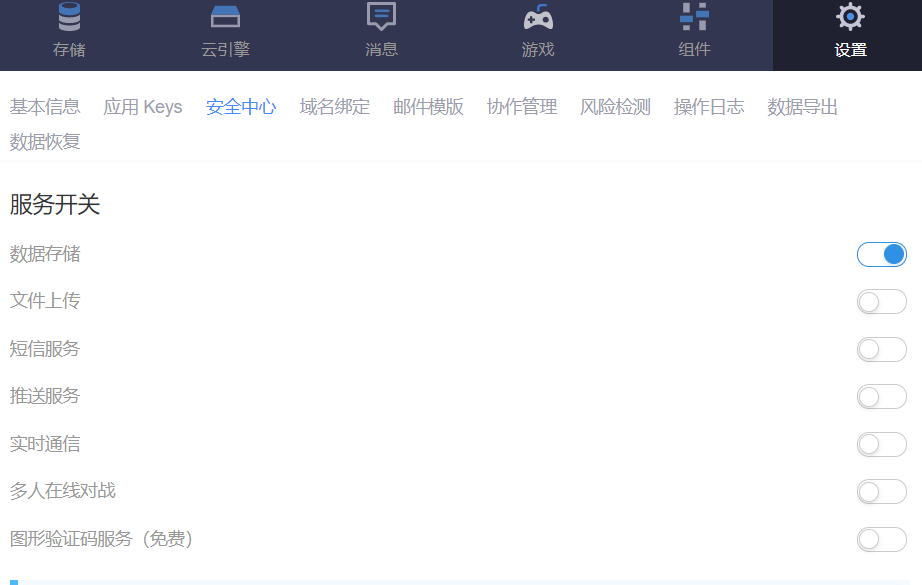 存储 云引擎 消息 游戏 组件 设置
基本信息 应用 Keys 安全中心 域名绑定 邮件模版 协作管理 风险检测 操作日志 数据导出
数据恢复
服务开关
数据存储
文件上传
短信服务
推送服务
实时通信
多人在线对战
图形验证码服务（免费）